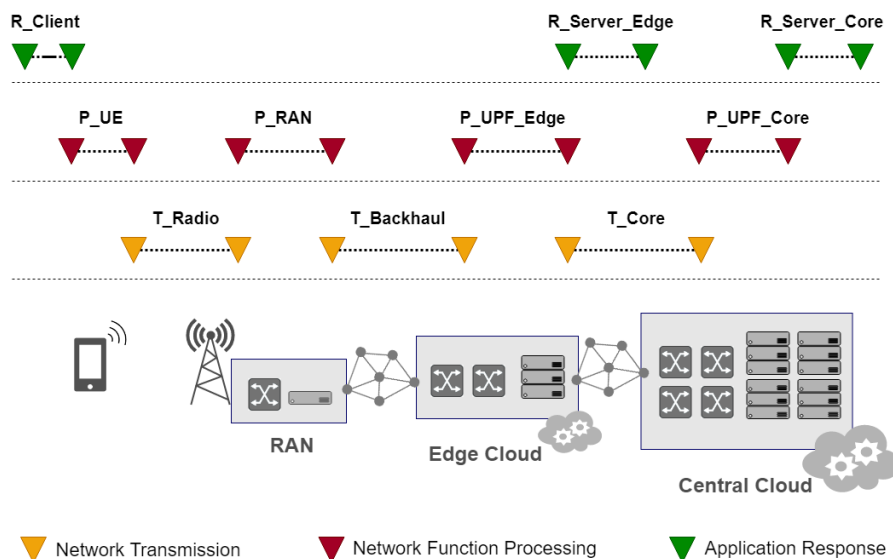 R_Client
R_Server_Edge
R_Server_Core
P_UE
P_RAN
P_UPF_Edge
P_UPF_Core
T_Radio
T_Backhaul
T_Core
RAN
Edge Cloud
Central Cloud
Network Transmission
Network Function Processing
Application Response